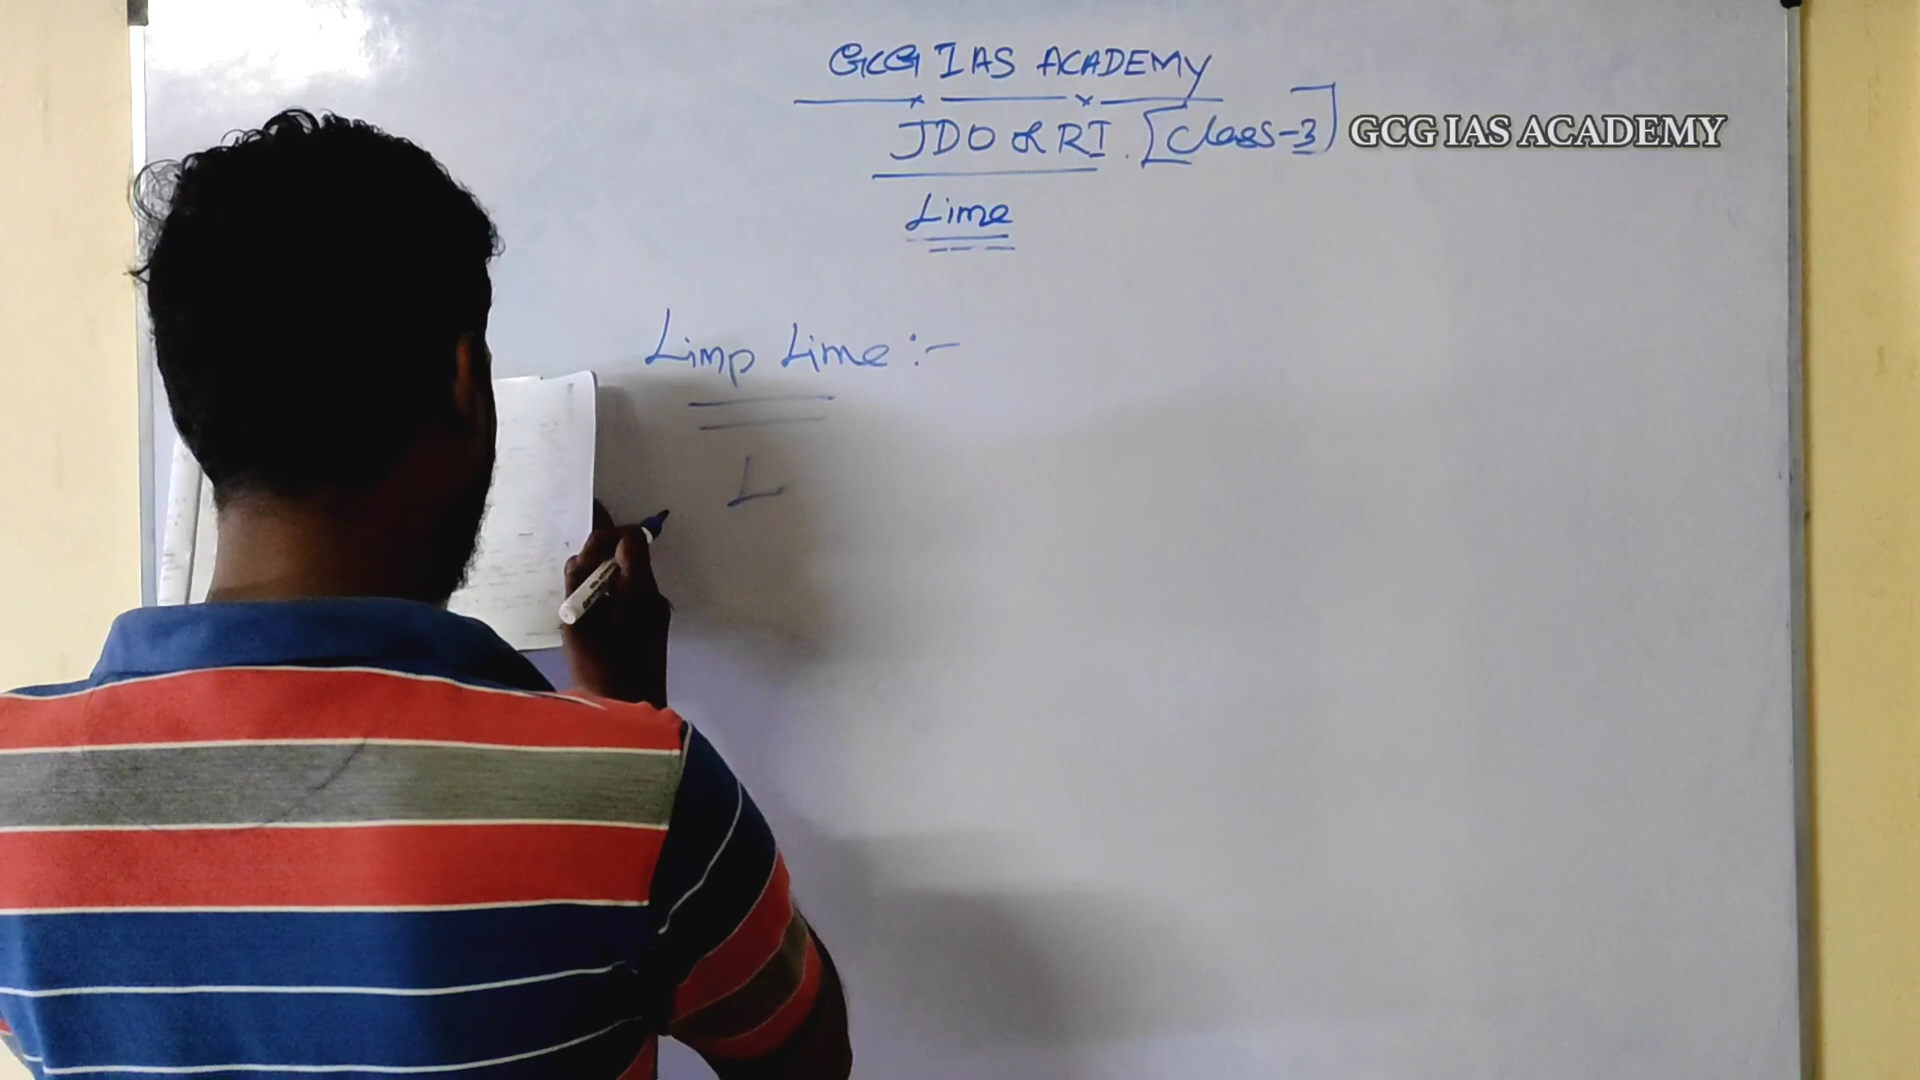 GCG IAS ACADEMY
JDO & RI. [Class-3]
GCG IAS ACADEMY
Lime
Limp Lime :-
L